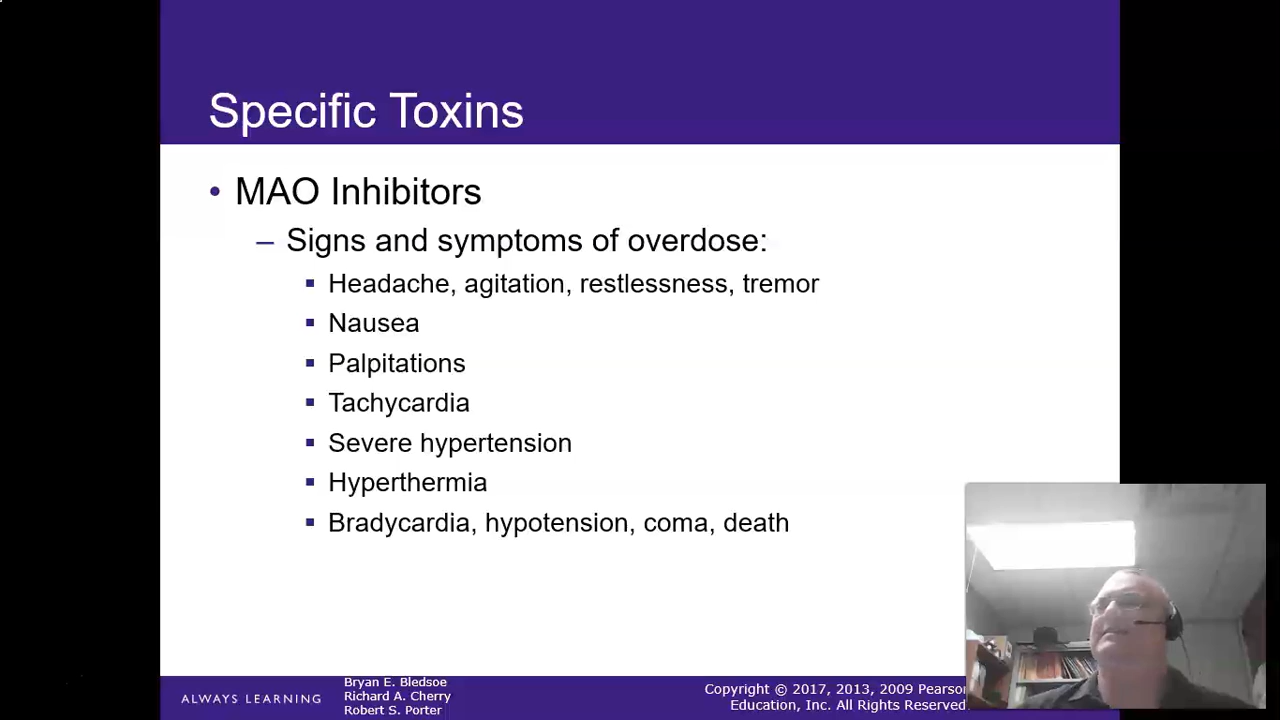 Specific Toxins
• MAO Inhibitors
– Signs and symptoms of overdose:
▪ Headache, agitation, restlessness, tremor
▪ Nausea
▪ Palpitations
▪ Tachycardia
▪ Severe hypertension
▪ Hyperthermia
▪ Bradycardia, hypotension, coma, death
ALWAYS LEARNING
Bryan E. Bledsoe
Richard A. Cherry
Robert S. Porter
Copyright © 2017, 2013, 2009 Pearson
Education, Inc. All Rights Reserved